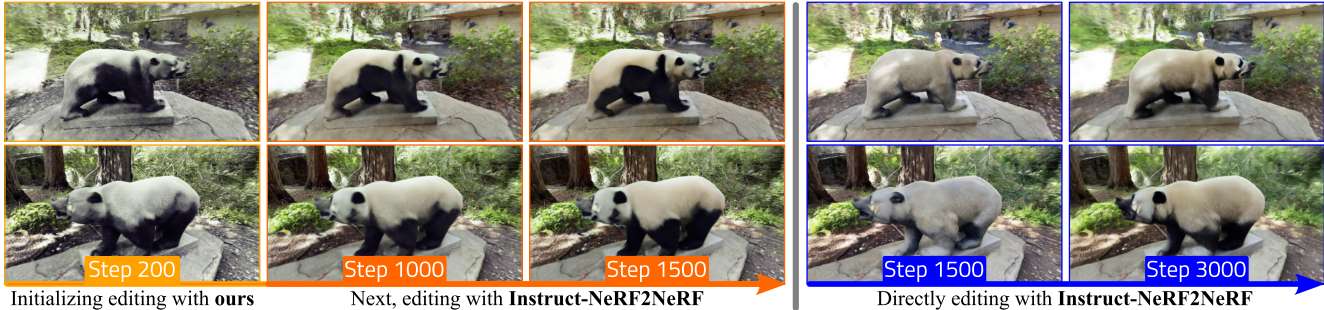 Step 200
Step 1000
Step 1500
Step 1500
Step 3000
Initializing editing with ours
Next, editing with Instruct-NeRF2NeRF
Directly editing with Instruct-NeRF2NeRF